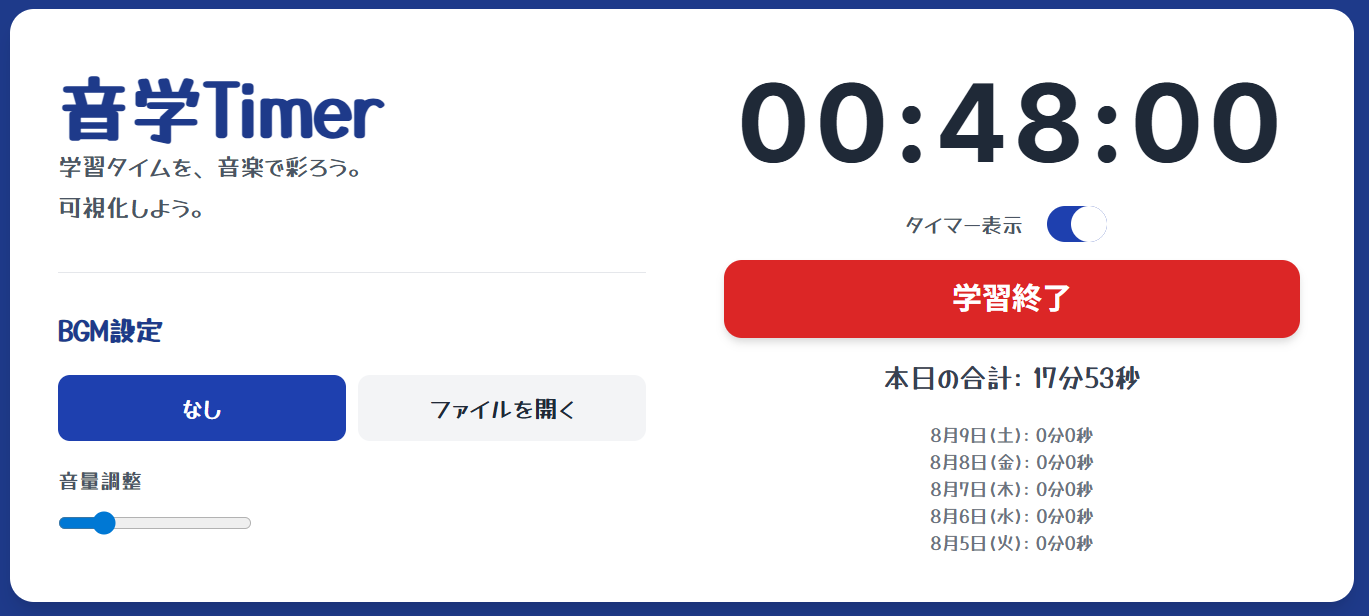 音学Timer
学習タイムを、音楽で彩ろう。
可視化しよう。
BGM設定
なし
ファイルを開く
音量調整
00:48:00
タイマー表示
学習終了
本日の合計: 17分53秒
8月9日(土): 0分0秒
8月8日(金): 0分0秒
8月7日(木): 0分0秒
8月6日(水): 0分0秒
8月5日(火): 0分0秒